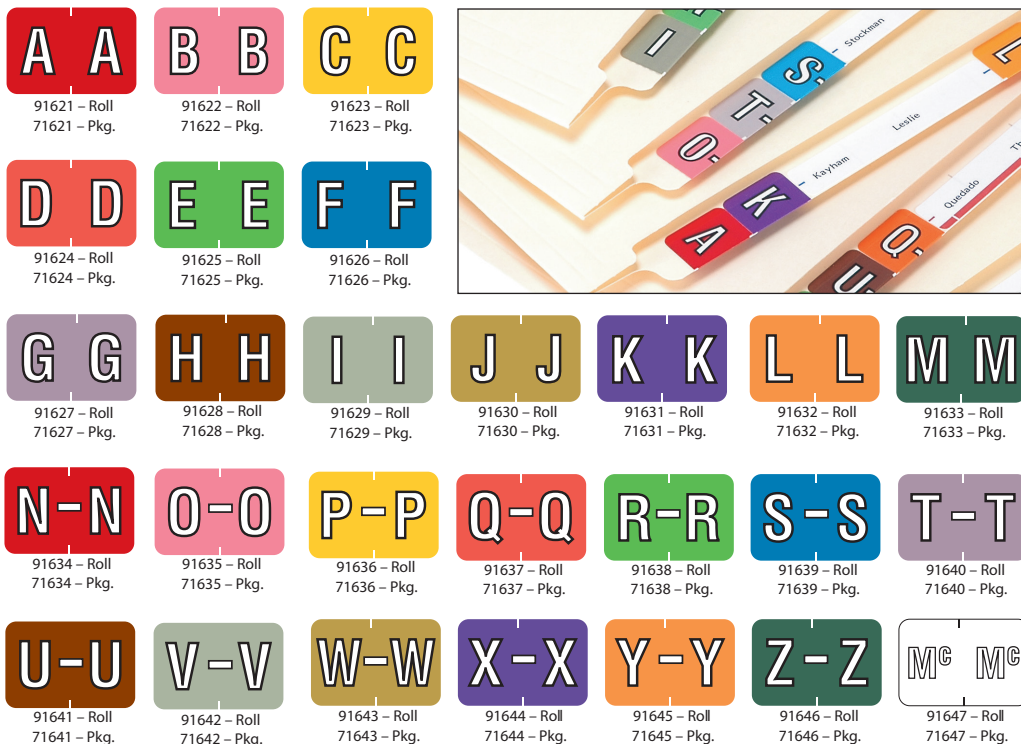 A A
91621 – Roll
71621 – Pkg.
B B
91622 – Roll
71622 – Pkg.
C C
91623 – Roll
71623 – Pkg.
I
S.
T.
O.
Stockman
L
K
A
Kayham
Leslie
Q.
U.
Quedado
Th
D D
91624 – Roll
71624 – Pkg.
E E
91625 – Roll
71625 – Pkg.
F F
91626 – Roll
71626 – Pkg.
G G
91627 – Roll
71627 – Pkg.
H H
91628 – Roll
71628 – Pkg.
I I
91629 – Roll
71629 – Pkg.
J J
91630 – Roll
71630 – Pkg.
K K
91631 – Roll
71631 – Pkg.
L L
91632 – Roll
71632 – Pkg.
M M
91633 – Roll
71633 – Pkg.
N–N
91634 – Roll
71634 – Pkg.
O–O
91635 – Roll
71635 – Pkg.
P–P
91636 – Roll
71636 – Pkg.
Q–Q
91637 – Roll
71637 – Pkg.
R–R
91638 – Roll
71638 – Pkg.
S–S
91639 – Roll
71639 – Pkg.
T–T
91640 – Roll
71640 – Pkg.
U–U
91641 – Roll
71641 – Pkg.
V–V
91642 – Roll
71642 – Pkg.
W–W
91643 – Roll
71643 – Pkg.
X–X
91644 – Roll
71644 – Pkg.
Y–Y
91645 – Roll
71645 – Pkg.
Z–Z
91646 – Roll
71646 – Pkg.
Mc Mc
91647 – Roll
71647 – Pkg.